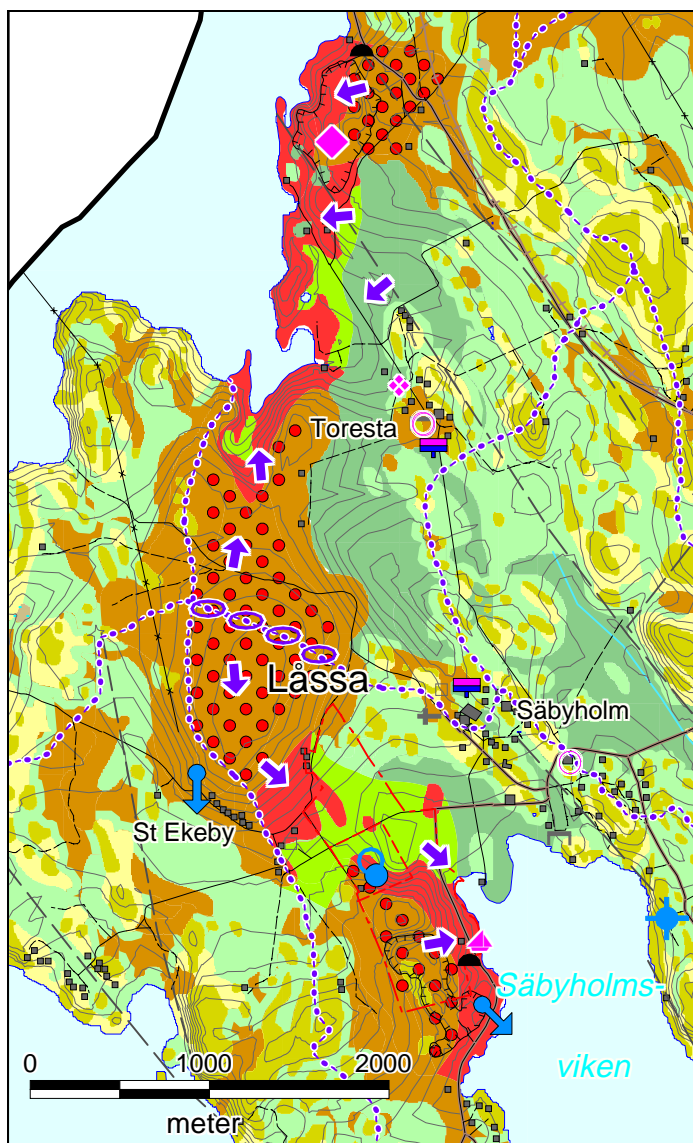 Toresta
Låssa
Säbyholm
St Ekeby
Säbyholms-
viken
0 1000 2000
meter